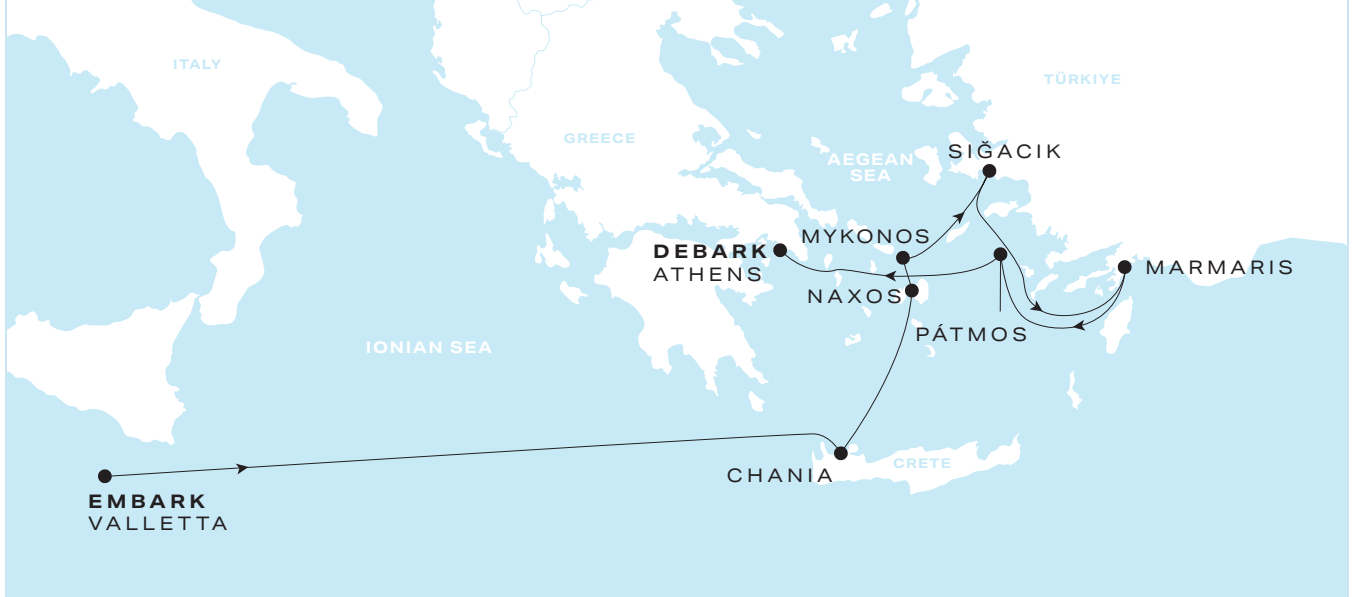 ITALY
TÜRKIYE
GREECE
SIĞACIK
AEGEAN
SEA
MYKONOS
DEBARK
ATHENS
MARMARIS
NAXOS
PÁTMOS
IONIAN SEA
CRETE
CHANIA
EMBARK
VALLETTA